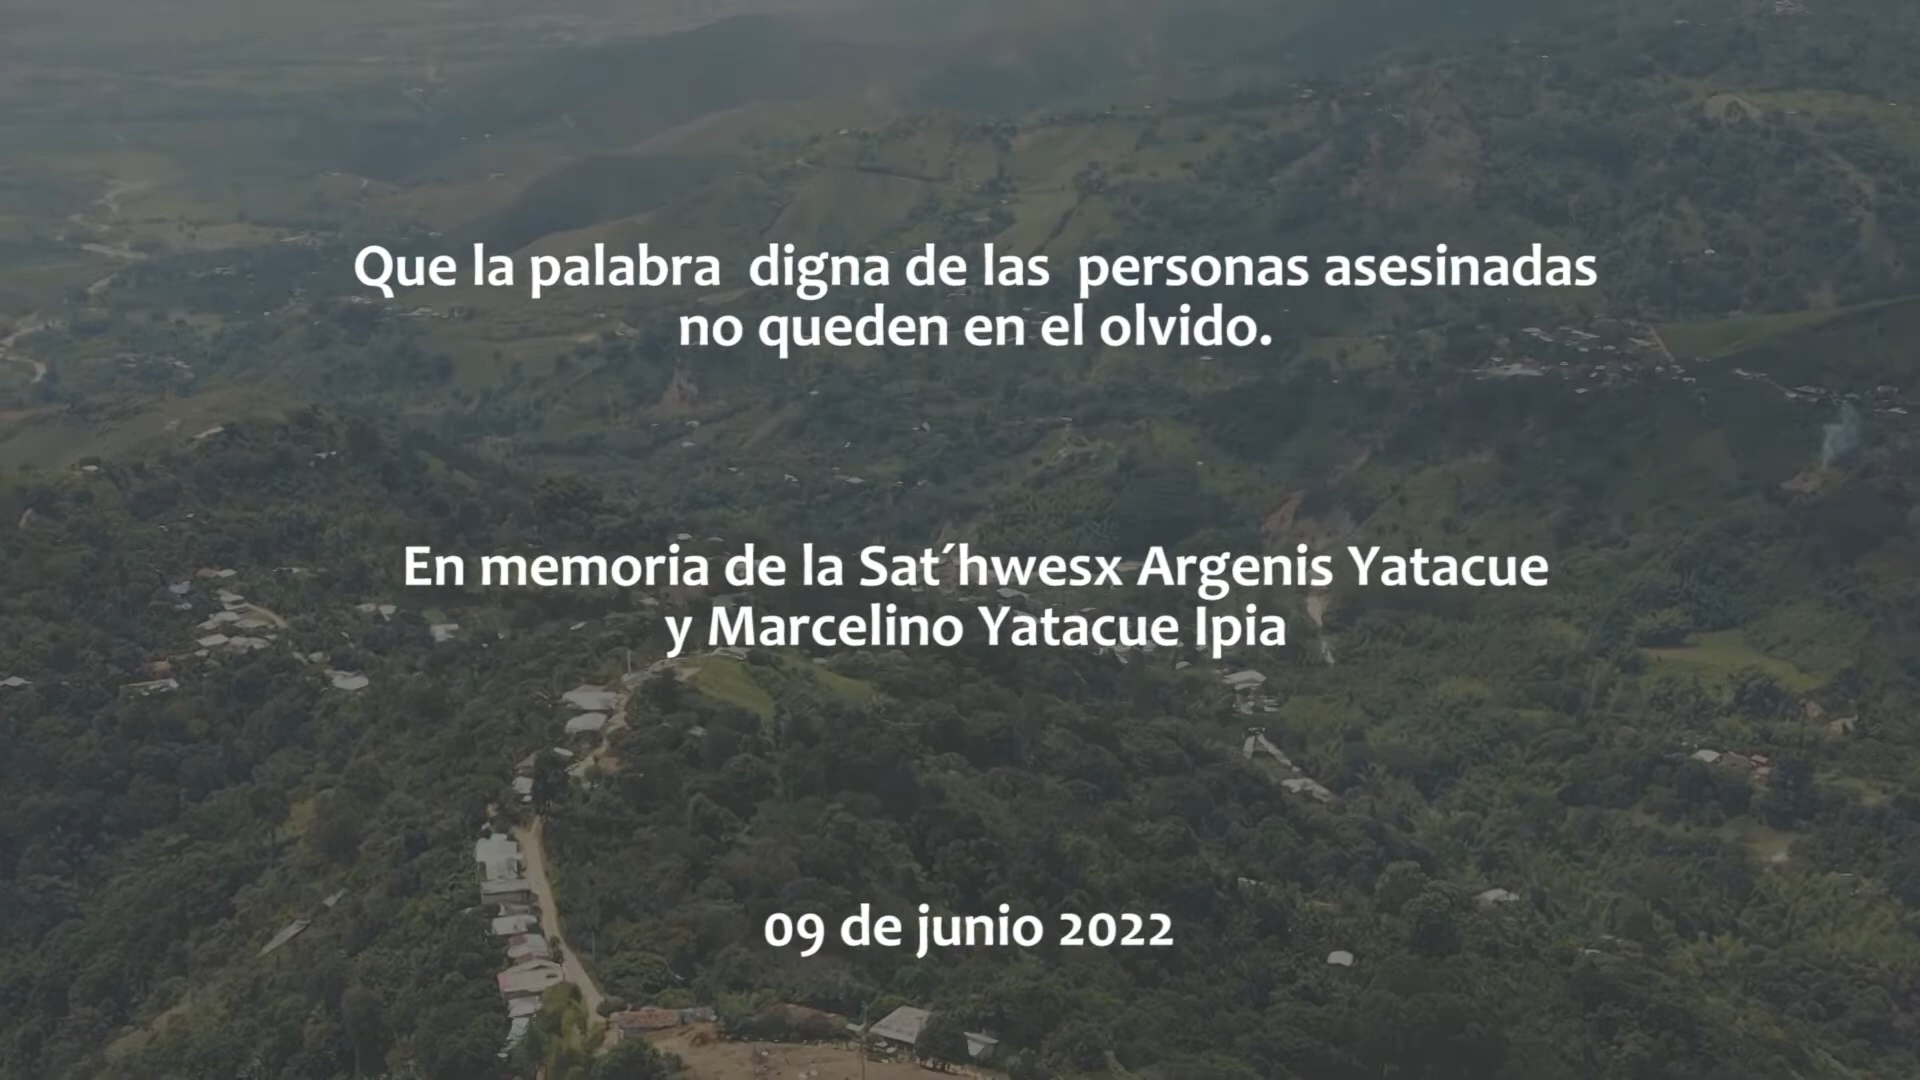 Que la palabra  digna de las  personas asesinadas
no queden en el olvido.
En memoria de la Sat´hwesx Argenis Yatacue
y Marcelino Yatacue Ipia
09 de junio 2022